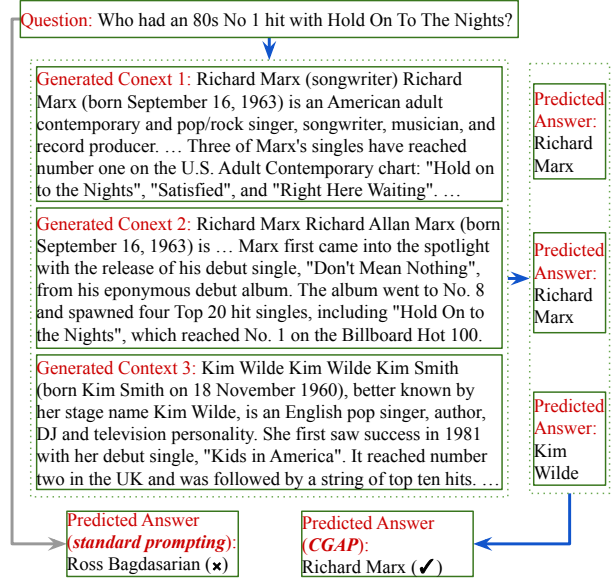 Question: Who had an 80s No 1 hit with Hold On To The Nights?
Generated Conext 1: Richard Marx (songwriter) Richard
Marx (born September 16, 1963) is an American adult
contemporary and pop/rock singer, songwriter, musician, and
record producer. … Three of Marx's singles have reached
number one on the U.S. Adult Contemporary chart: "Hold on
to the Nights", "Satisfied", and "Right Here Waiting". …
Predicted
Answer:
Richard
Marx
Generated Conext 2: Richard Marx Richard Allan Marx (born
September 16, 1963) is … Marx first came into the spotlight
with the release of his debut single, "Don't Mean Nothing",
from his eponymous debut album. The album went to No. 8
and spawned four Top 20 hit singles, including "Hold On to
the Nights", which reached No. 1 on the Billboard Hot 100.
Predicted
Answer:
Richard
Marx
Generated Context 3: Kim Wilde Kim Wilde Kim Smith
(born Kim Smith on 18 November 1960), better known by
her stage name Kim Wilde, is an English pop singer, author,
DJ and television personality. She first saw success in 1981
with her debut single, "Kids in America". It reached number
two in the UK and was followed by a string of top ten hits. …
Predicted
Answer:
Kim
Wilde
Predicted Answer
(standard prompting):
Ross Bagdasarian (✖)
Predicted Answer
(CGAP):
Richard Marx (✓)